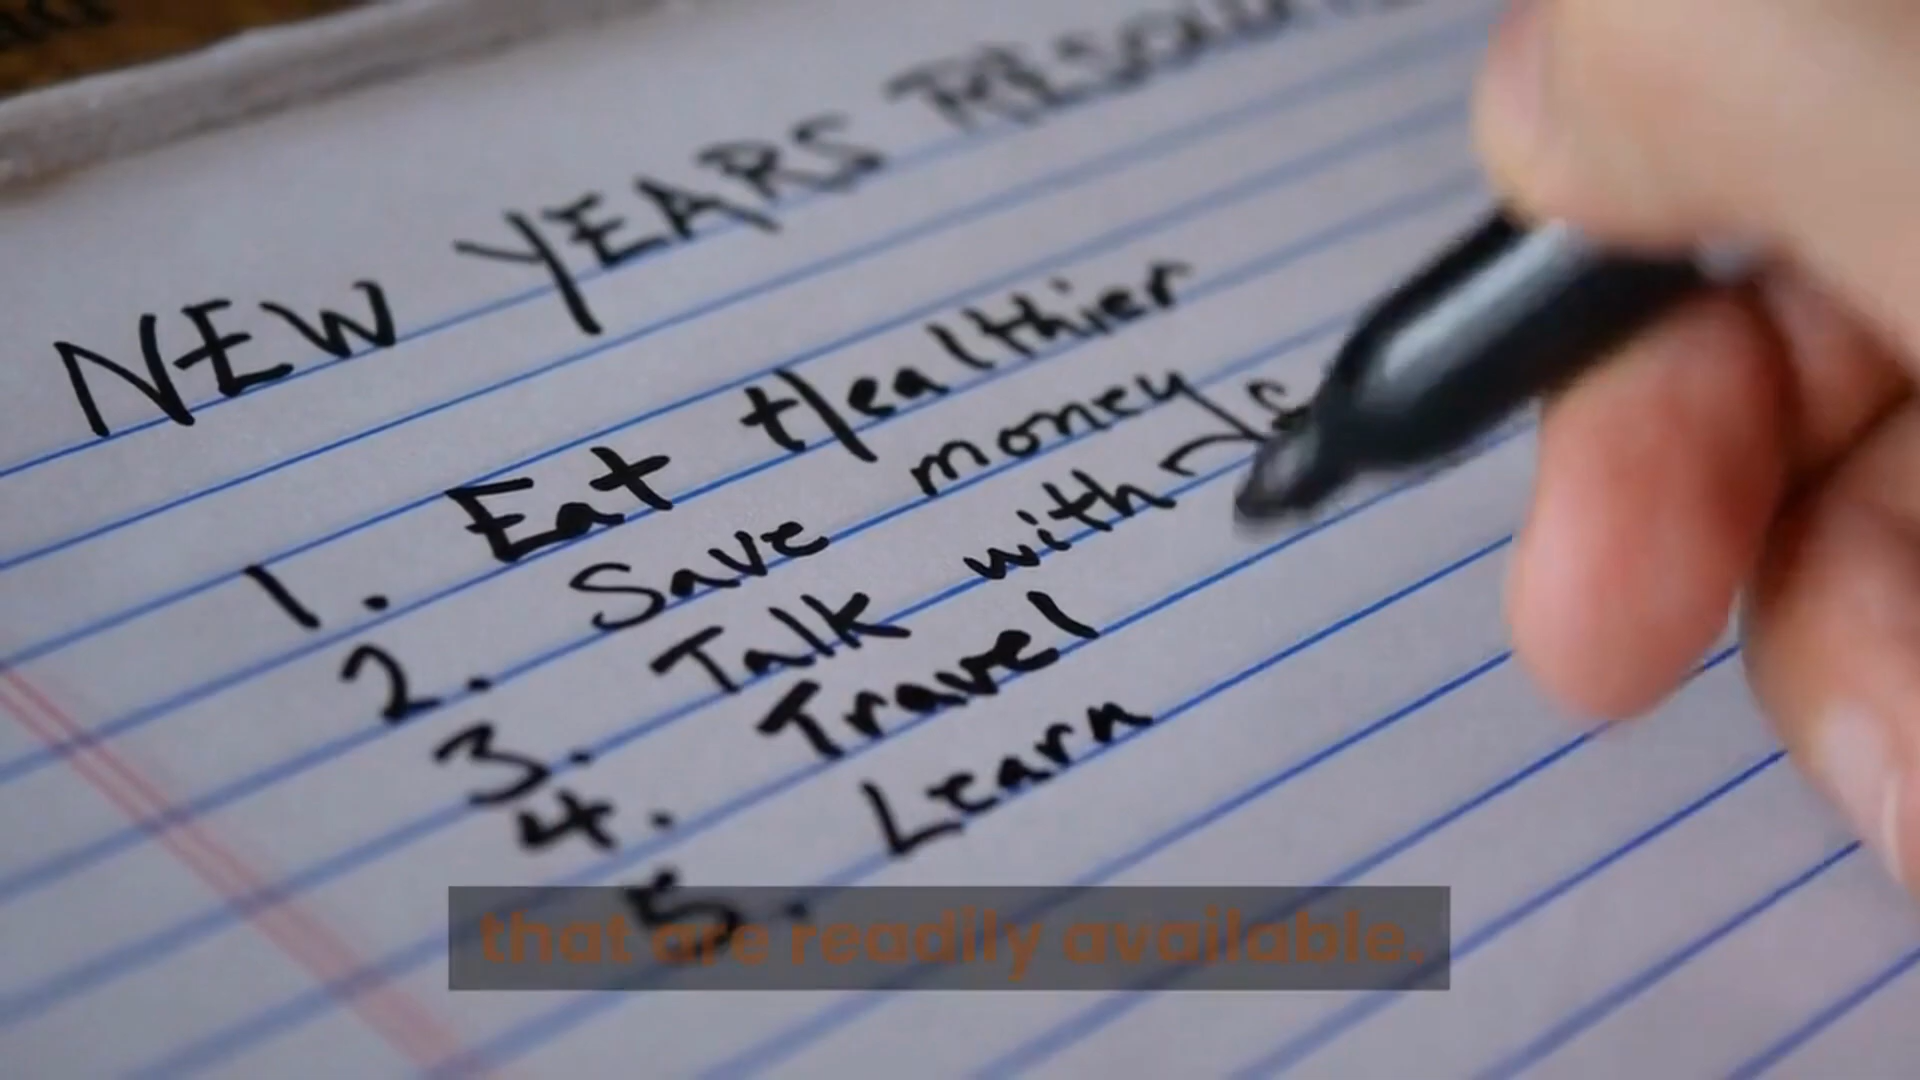 NEW YEARS
1. Eat Healthier
2. Save money
3. Talk with
4. Travel
5. Learn
that are readily available.